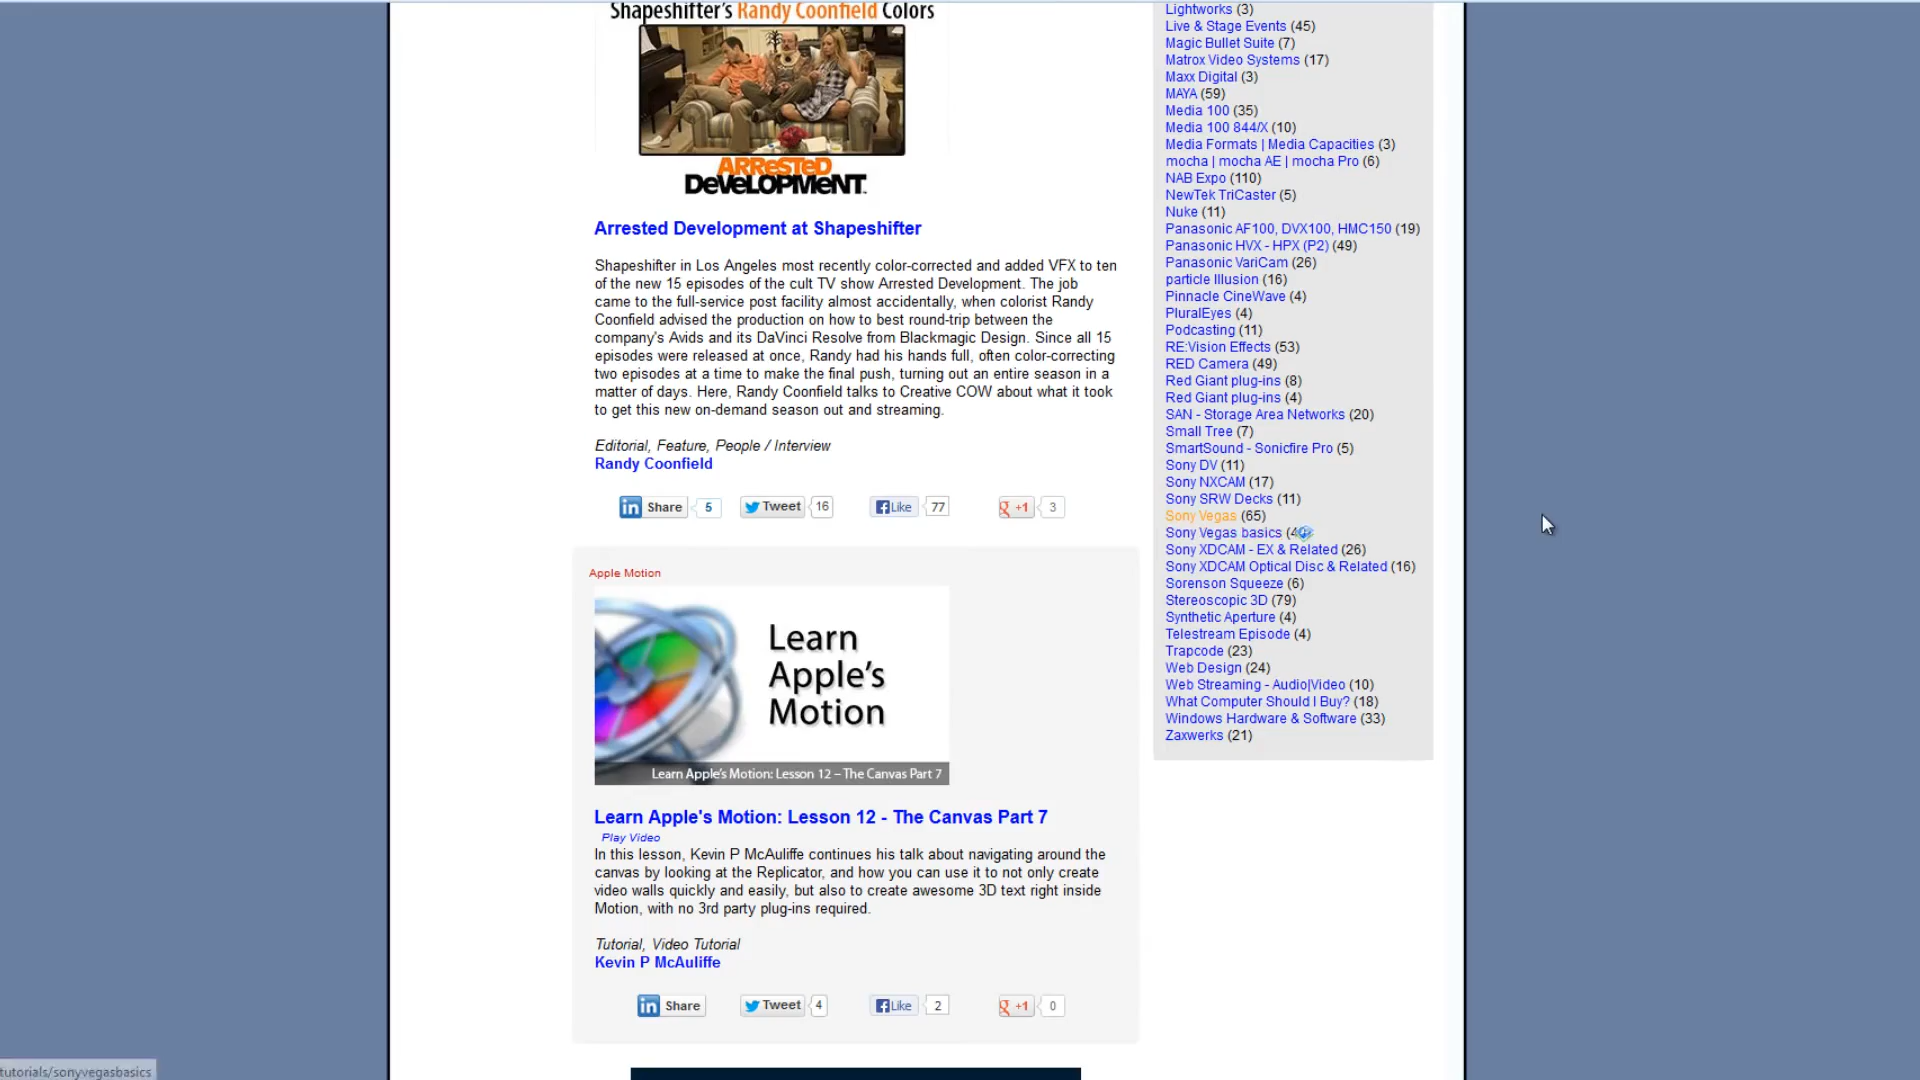 Shapeshifter's Randy Coonfield Colors
ARReSTeD
DeVeLOPMeNT
Arrested Development at Shapeshifter
Shapeshifter in Los Angeles most recently color-corrected and added VFX to ten
of the new 15 episodes of the cult TV show Arrested Development. The job
came to the full-service post facility almost accidentally, when colorist Randy
Coonfield advised the production on how to best round-trip between the
company's Avids and its DaVinci Resolve from Blackmagic Design. Since all 15
episodes were released at once, Randy had his hands full, often color-correcting
two episodes at a time to make the final push, turning out an entire season in a
matter of days. Here, Randy Coonfield talks to Creative COW about what it took
to get this new on-demand season out and streaming.
Editorial, Feature, People / Interview
Randy Coonfield
in Share 5 Tweet 16 Like 77 g +1 3
Apple Motion
Learn
Apple's
Motion
Learn Apple's Motion: Lesson 12 – The Canvas Part 7
Learn Apple's Motion: Lesson 12 - The Canvas Part 7
Play Video
In this lesson, Kevin P McAuliffe continues his talk about navigating around the
canvas by looking at the Replicator, and how you can use it to not only create
video walls quickly and easily, but also to create awesome 3D text right inside
Motion, with no 3rd party plug-ins required.
Tutorial, Video Tutorial
Kevin P McAuliffe
in Share Tweet 4 Like 2 g +1 0
Lightworks (3)
Live & Stage Events (45)
Magic Bullet Suite (7)
Matrox Video Systems (17)
Maxx Digital (3)
MAYA (59)
Media 100 (35)
Media 100 844/X (10)
Media Formats | Media Capacities (3)
mocha | mocha AE | mocha Pro (6)
NAB Expo (110)
NewTek TriCaster (5)
Nuke (11)
Panasonic AF100, DVX100, HMC150 (19)
Panasonic HVX - HPX (P2) (49)
Panasonic VariCam (26)
particle Illusion (16)
Pinnacle CineWave (4)
PluralEyes (4)
Podcasting (11)
RE:Vision Effects (53)
RED Camera (49)
Red Giant plug-ins (8)
Red Giant plug-ins (4)
SAN - Storage Area Networks (20)
Small Tree (7)
SmartSound - Sonicfire Pro (5)
Sony DV (11)
Sony NXCAM (17)
Sony SRW Decks (11)
Sony Vegas (65)
Sony Vegas basics
Sony XDCAM - EX & Related (26)
Sony XDCAM Optical Disc & Related (16)
Sorenson Squeeze (6)
Stereoscopic 3D (79)
Synthetic Aperture (4)
Telestream Episode (4)
Trapcode (23)
Web Design (24)
Web Streaming - Audio|Video (10)
What Computer Should I Buy? (18)
Windows Hardware & Software (33)
Zaxwerks (21)
tutorials/sonyvegasbasics